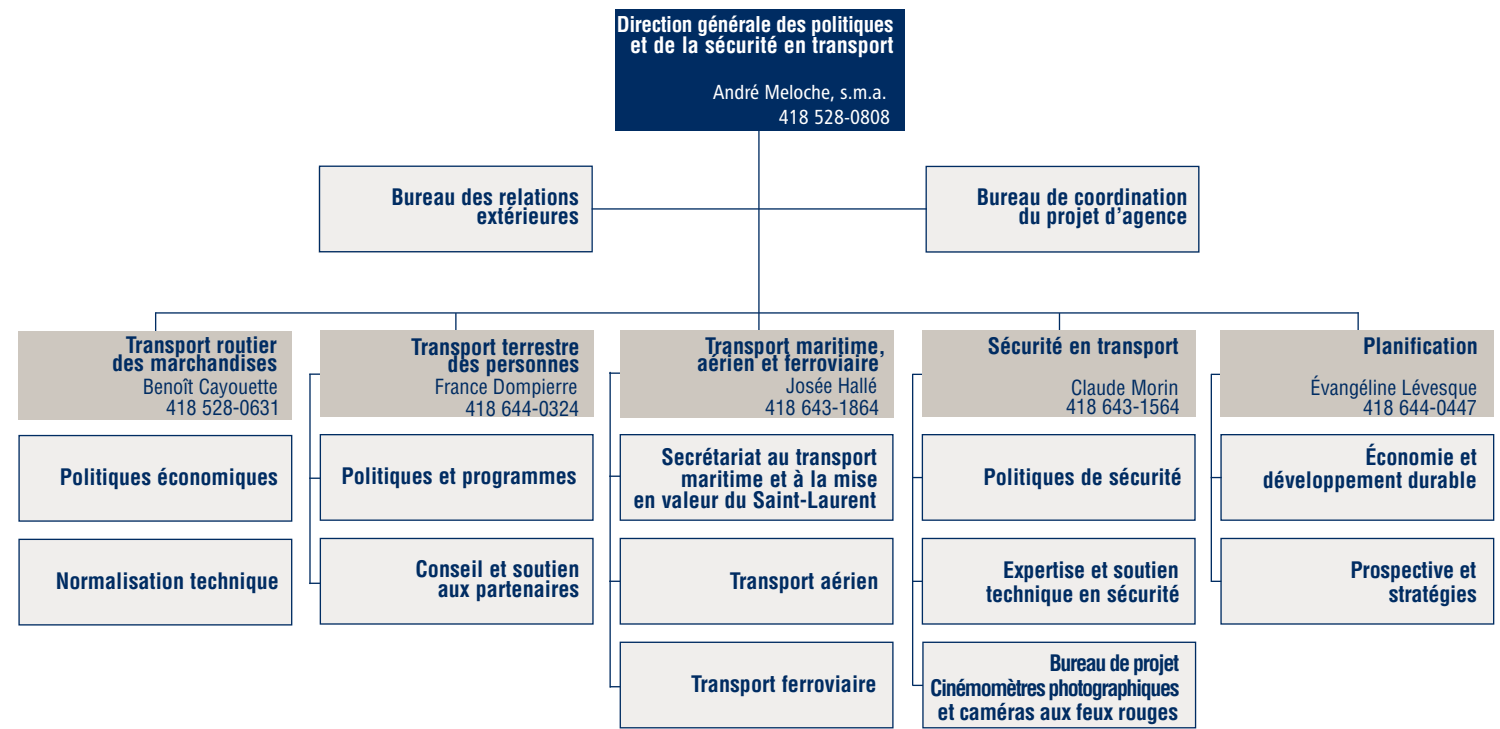 Direction générale des politiques
et de la sécurité en transport
André Meloche, s.m.a.
418 528-0808
Bureau des relations
extérieures
Bureau de coordination
du projet d'agence
Transport routier
des marchandises
Benoît Cayouette
418 528-0631
Politiques économiques
Normalisation technique
Transport terrestre
des personnes
France Dompierre
418 644-0324
Politiques et programmes
Conseil et soutien
aux partenaires
Transport maritime,
aérien et ferroviaire
Josée Hallé
418 643-1864
Secrétariat au transport
maritime et à la mise
en valeur du Saint-Laurent
Transport aérien
Transport ferroviaire
Sécurité en transport
Claude Morin
418 643-1564
Politiques de sécurité
Expertise et soutien
technique en sécurité
Bureau de projet
Cinémomètres photographiques
et caméras aux feux rouges
Planification
Évangéline Lévesque
418 644-0447
Économie et
développement durable
Prospective et
stratégies